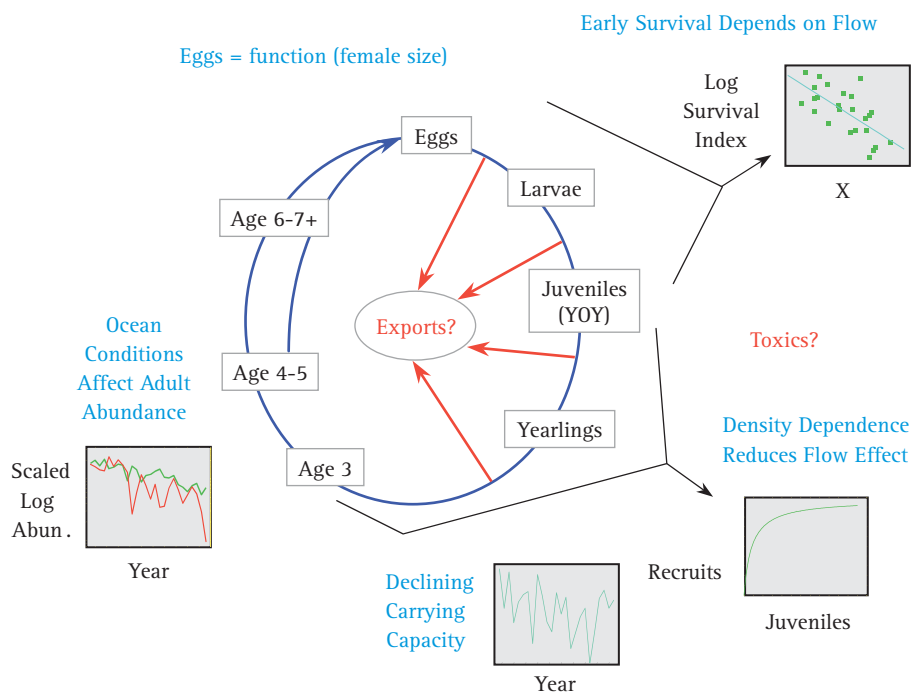 Early Survival Depends on Flow
Eggs = function (female size)
Log
Survival
Index
X
Eggs
Larvae
Age 6-7+
Juveniles
(YOY)
Exports?
Toxics?
Ocean
Conditions
Affect Adult
Abundance
Age 4-5
Yearlings
Density Dependence
Reduces Flow Effect
Age 3
Scaled
Log
Abun.
Year
Recruits
Juveniles
Declining
Carrying
Capacity
Year